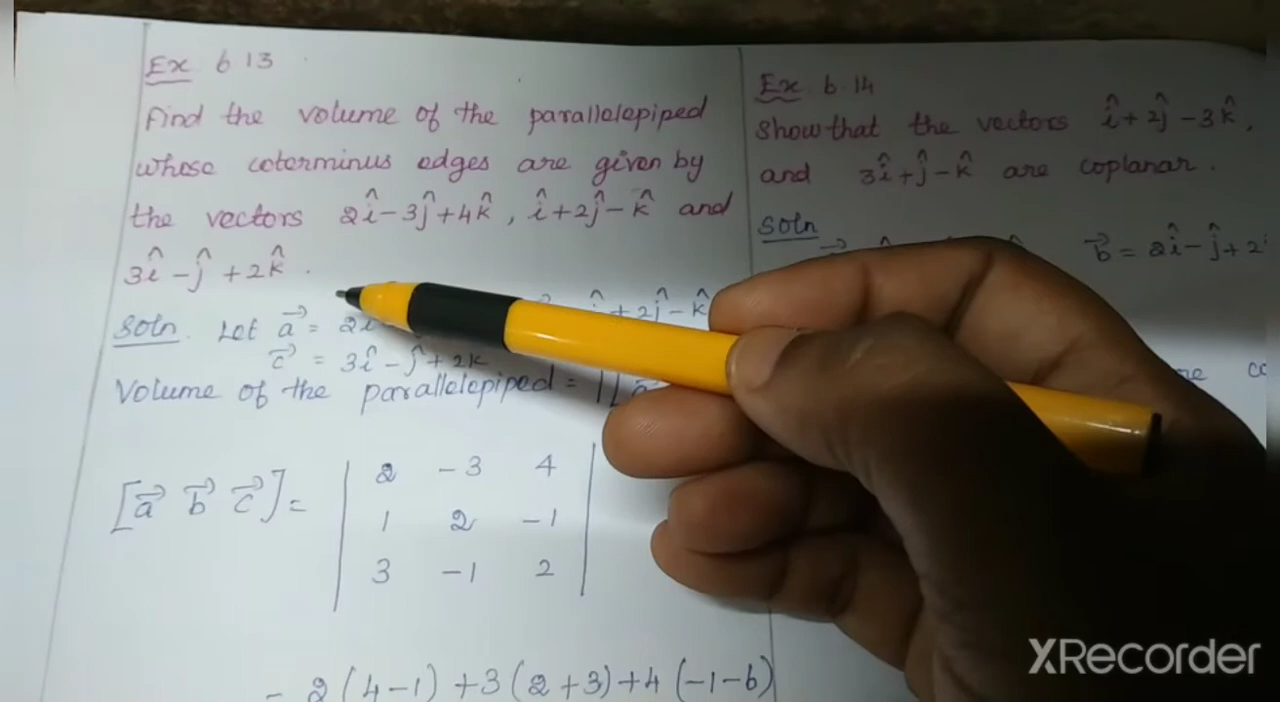 Ex 6.13
Find the volume of the parallelepiped
whose coterminus edges are given by
the vectors 2î-3ĵ+4k̂, î+2ĵ-k̂ and
3î-ĵ+2k̂.
Soln. Let a⃗ = 2î +2ĵ-k̂
c⃗ = 3î-ĵ+2k̂
Volume of the parallelepiped = |[a⃗
[a⃗ b⃗ c⃗]= | 2 -3 4 |
| 1 2 -1 |
| 3 -1 2 |
= 2(4-1)+3(2+3)+4(-1-6)
Ex 6.14
Show that the vectors î+2ĵ-3k̂,
and 3î+ĵ-k̂ are coplanar.
Soln
b⃗ = 2î-ĵ+2
XRecorder